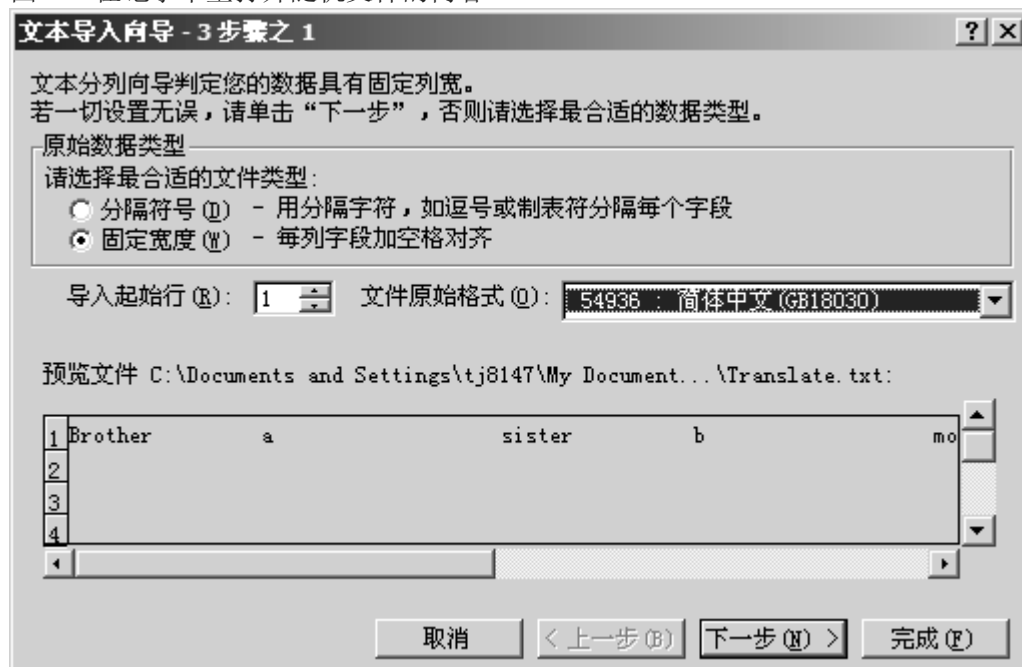 文本导入向导 - 3 步骤之 1
文本分列向导判定您的数据具有固定列宽。
若一切设置无误，请单击“下一步”，否则请选择最合适的数据类型。
原始数据类型
请选择最合适的文件类型:
分隔符号(D) - 用分隔字符，如逗号或制表符分隔每个字段
固定宽度(W) - 每列字段加空格对齐
导入起始行(R): 1 文件原始格式(O): 54936 : 简体中文(GB18030)
预览文件 C:\Documents and Settings\tj8147\My Document...\Translate.txt:
1 Brother a sister b mo
2
3
4
取消 < 上一步(B) 下一步(N) > 完成(F)